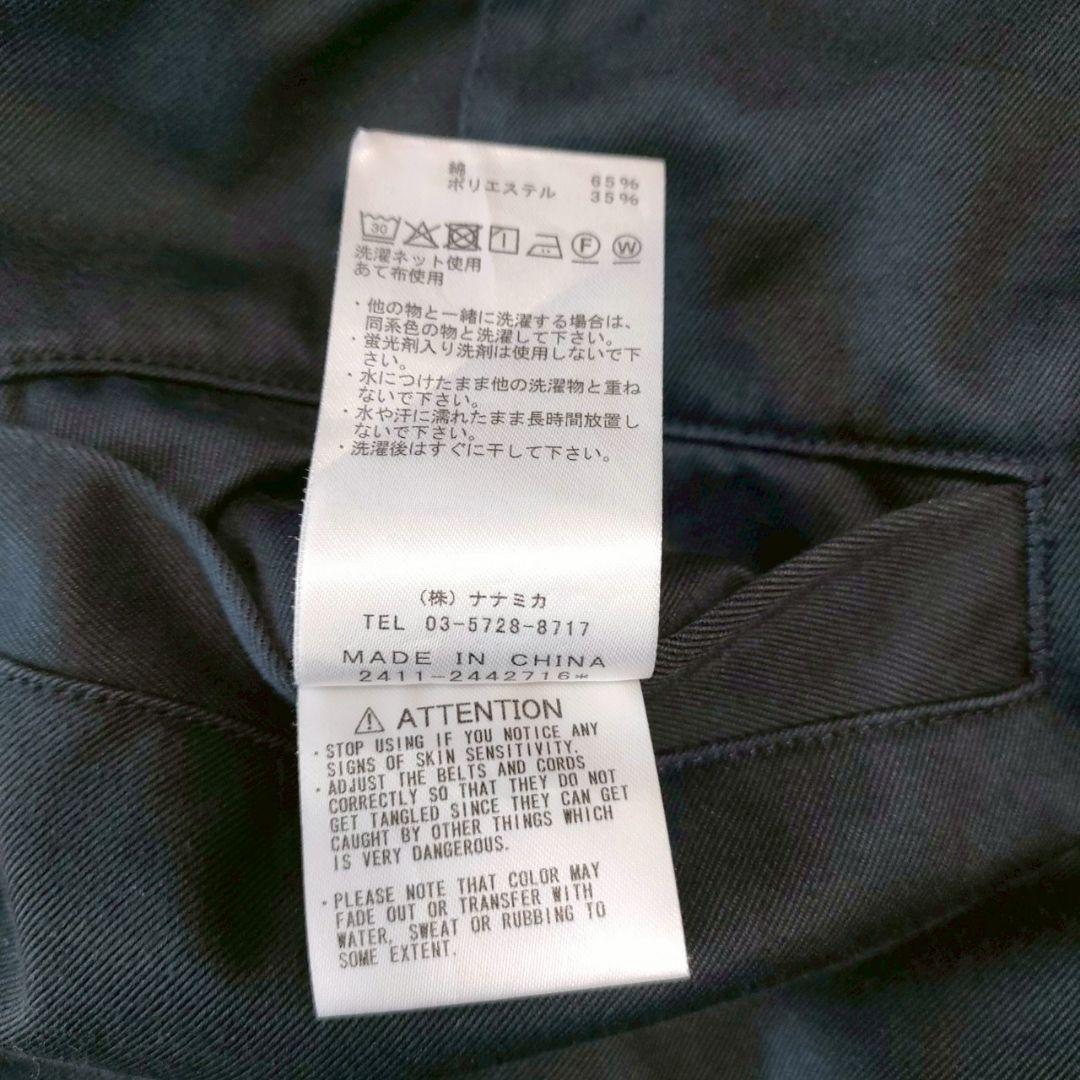 綿 65%
ポリエステル 35%
30 F W
洗濯ネット使用
あて布使用
・他の物と一緒に洗濯する場合は、
同系色の物と洗濯して下さい。
・蛍光剤入り洗剤は使用しないで下
さい。
・水につけたまま他の洗濯物と重ね
ないで下さい。
・水や汗に濡れたまま長時間放置し
ないで下さい。
・洗濯後はすぐに干して下さい。
(株) ナナミカ
TEL 03-5728-8717
MADE IN CHINA
2411-2442716*
ATTENTION
・STOP USING IF YOU NOTICE ANY
SIGNS OF SKIN SENSITIVITY.
・ADJUST THE BELTS AND CORDS
CORRECTLY SO THAT THEY DO NOT
GET TANGLED SINCE THEY CAN GET
CAUGHT BY OTHER THINGS WHICH
IS VERY DANGEROUS.
・PLEASE NOTE THAT COLOR MAY
FADE OUT OR TRANSFER WITH
WATER, SWEAT OR RUBBING TO
SOME EXTENT.